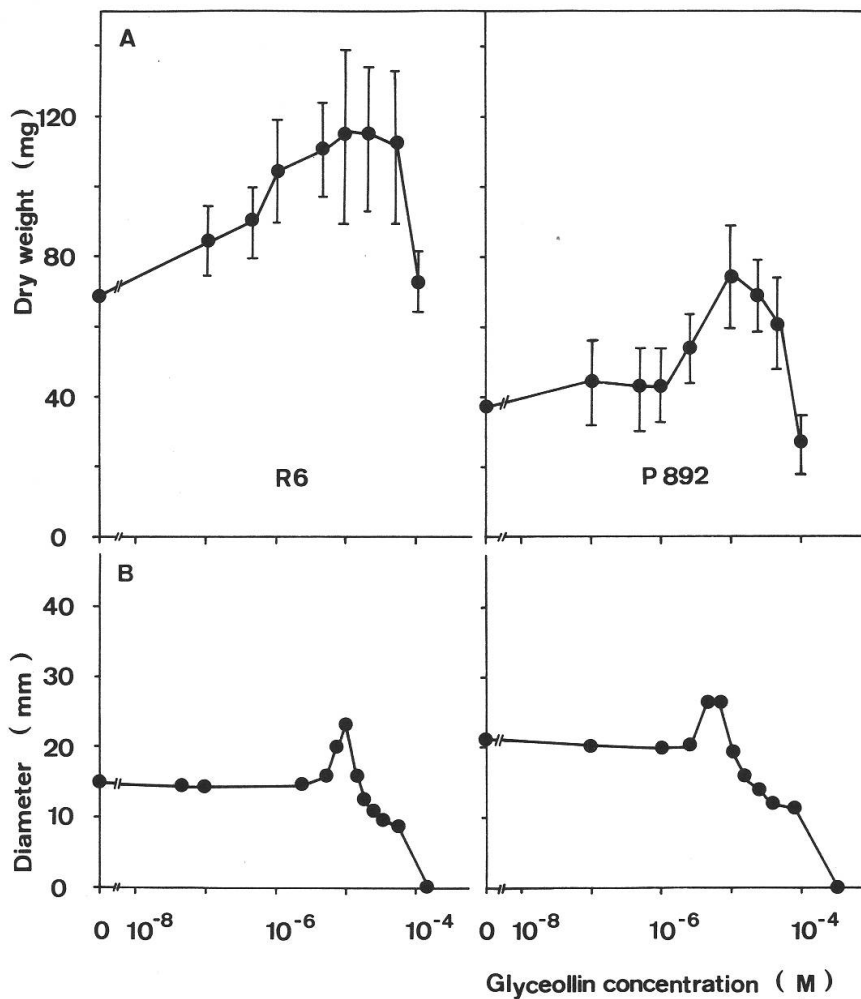 A
Dry weight (mg)
120
80
40
0
R6
P 892
B
Diameter (mm)
40
30
20
10
0
0 10⁻⁸ 10⁻⁶ 10⁻⁴ 0 10⁻⁸ 10⁻⁶ 10⁻⁴
Glyceollin concentration ( M )